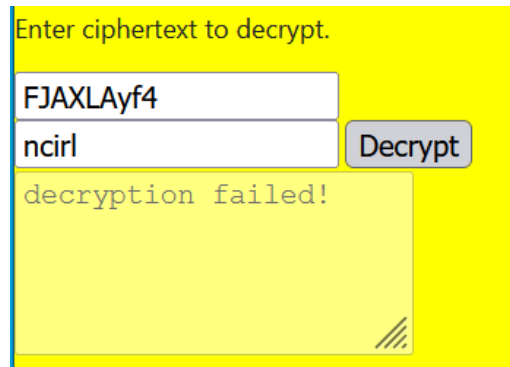 Enter ciphertext to decrypt.
FJAXLAyf4
ncirl Decrypt
decryption failed!